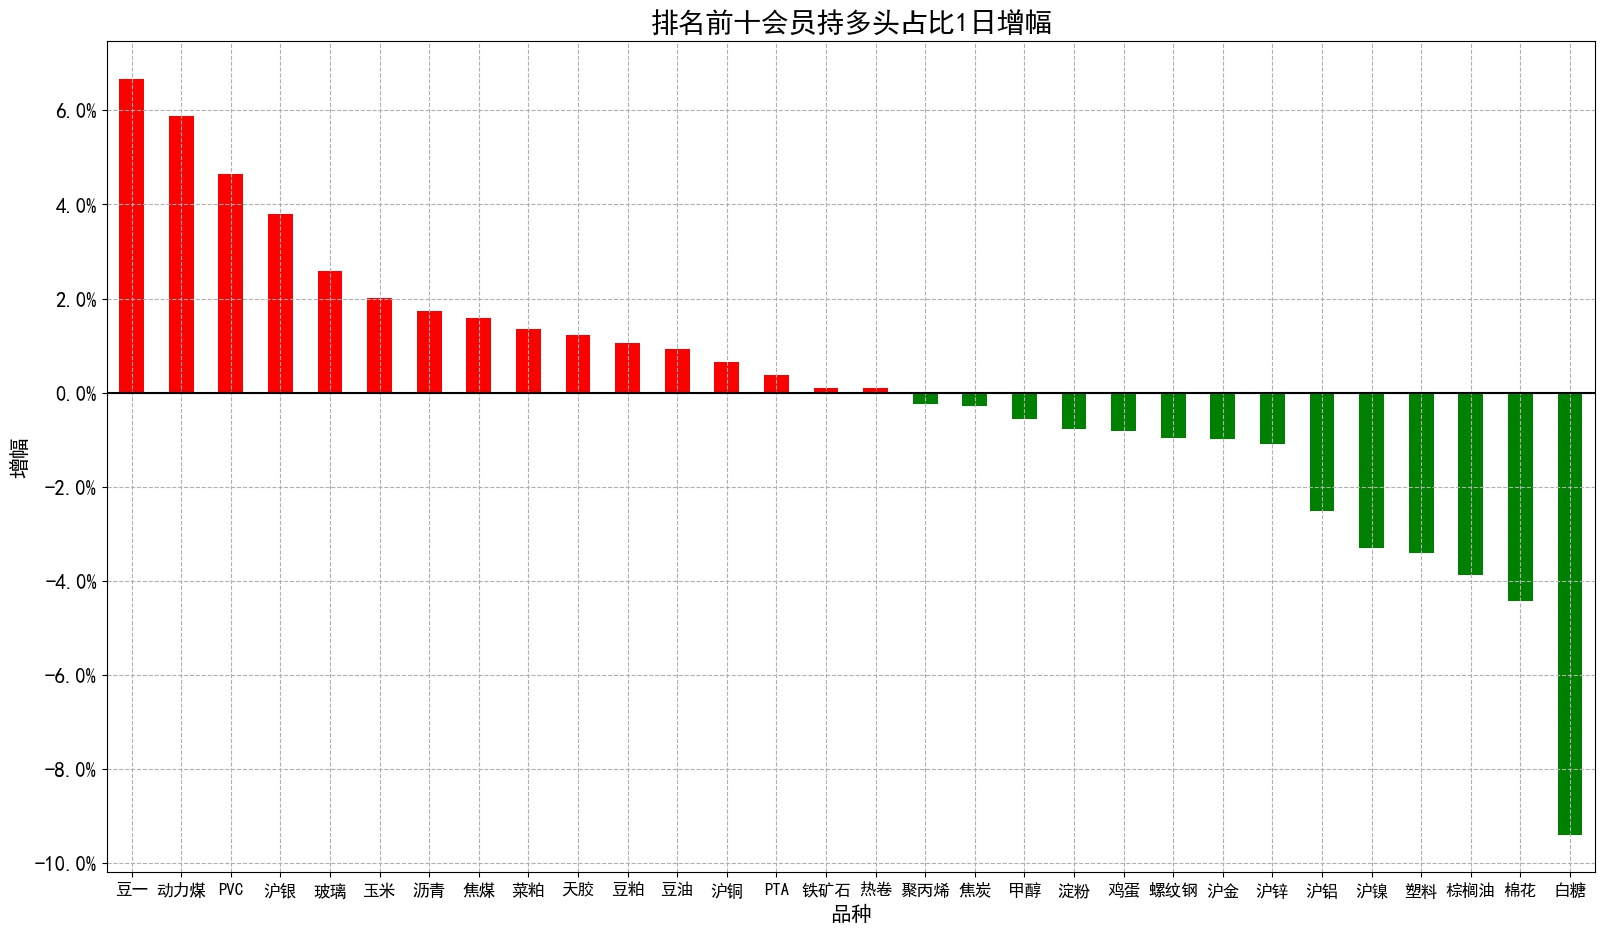 排名前十会员持多头占比1日增幅
6.0%
4.0%
2.0%
0.0%
−2.0%
−4.0%
−6.0%
−8.0%
−10.0%
增幅
豆一 动力煤 PVC 沪银 玻璃 玉米 沥青 焦煤 菜粕 天胶 豆粕 豆油 沪铜 PTA 铁矿石 热卷 聚丙烯 焦炭 甲醇 淀粉 鸡蛋 螺纹钢 沪金 沪锌 沪铝 沪镍 塑料 棕榈油 棉花 白糖
品种